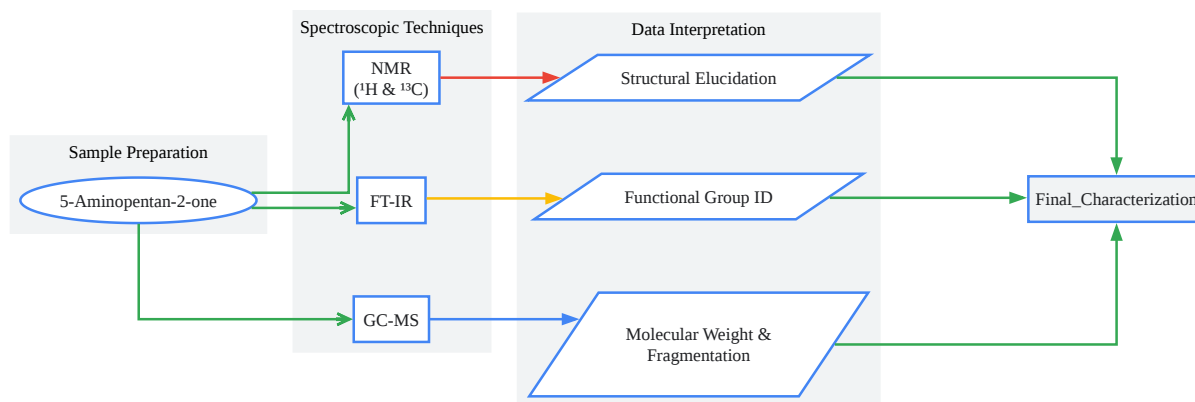 Spectroscopic Techniques
Data Interpretation
NMR
(¹H & ¹³C)
Structural Elucidation
Sample Preparation
5-Aminopentan-2-one
FT-IR
Functional Group ID
Final_Characterization
GC-MS
Molecular Weight &
Fragmentation